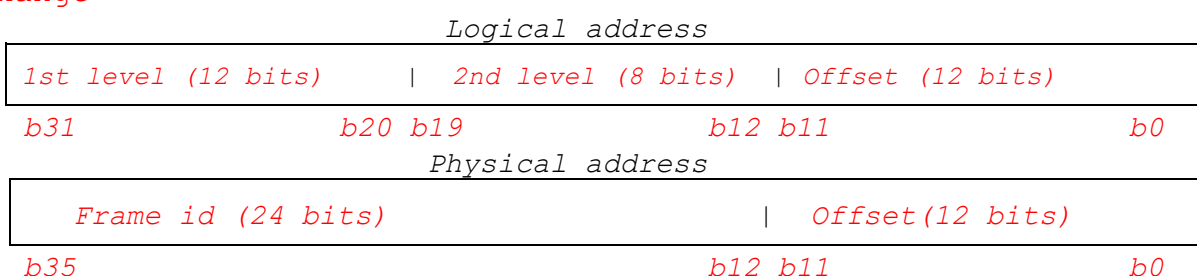 Logical address
1st level (12 bits) | 2nd level (8 bits) | Offset (12 bits)
b31 b20 b19 b12 b11 b0
Physical address
Frame id (24 bits) | Offset(12 bits)
b35 b12 b11 b0